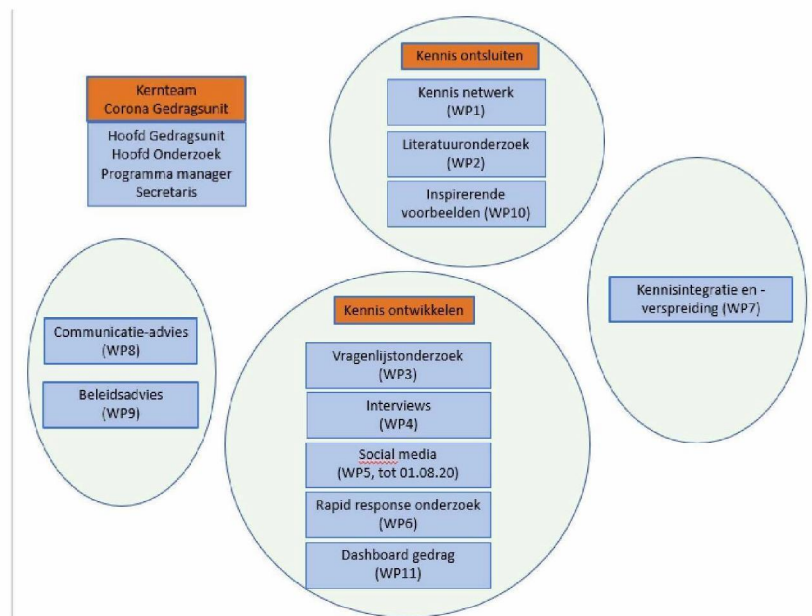 Kernteam
Corona Gedragsunit
Hoofd Gedragsunit
Hoofd Onderzoek
Programma manager
Secretaris
Kennis ontsluiten
Kennis netwerk
(WP1)
Literatuuronderzoek
(WP2)
Inspirerende
voorbeelden (WP10)
Kennisintegratie en -
verspreiding (WP7)
Communicatie-advies
(WP8)
Beleidsadvies
(WP9)
Kennis ontwikkelen
Vragenlijstonderzoek
(WP3)
Interviews
(WP4)
Social media
(WP5, tot 01.08.20)
Rapid response onderzoek
(WP6)
Dashboard gedrag
(WP11)